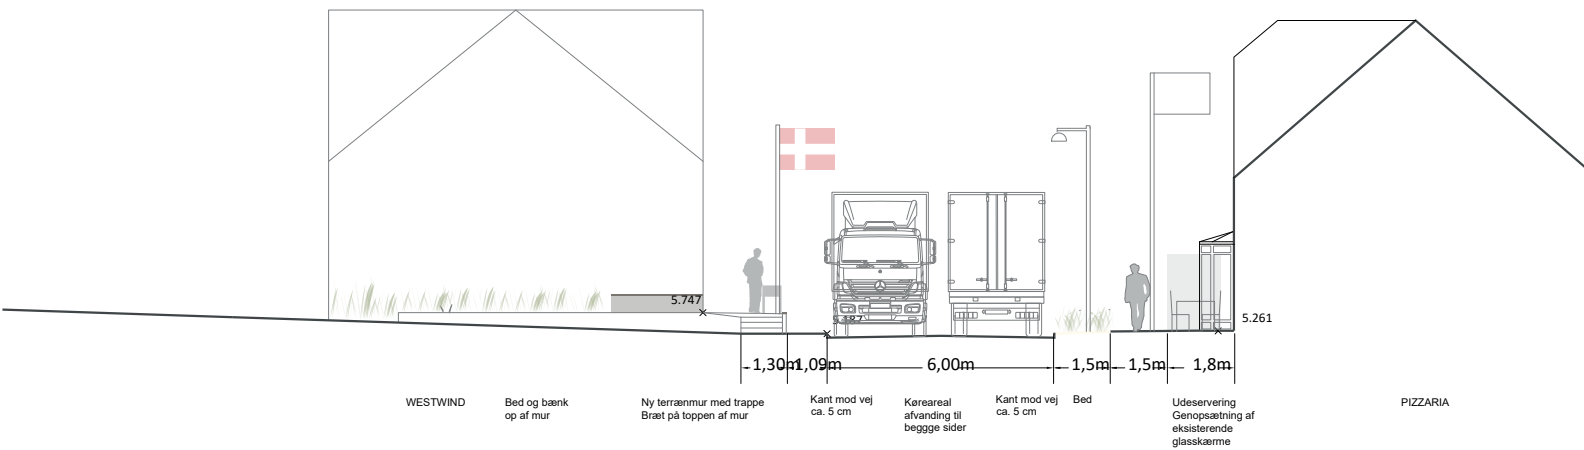 5.747
5.261
1,30m
1,09m
6,00m
1,5m
1,5m
1,8m
WESTWIND
Bed og bænk
op af mur
Ny terrænmur med trappe
Bræt på toppen af mur
Kant mod vej
ca. 5 cm
Køreareal
afvanding til
beggge sider
Kant mod vej
ca. 5 cm
Bed
Udeservering
Genopsætning af
eksisterende
glasskærme
PIZZARIA